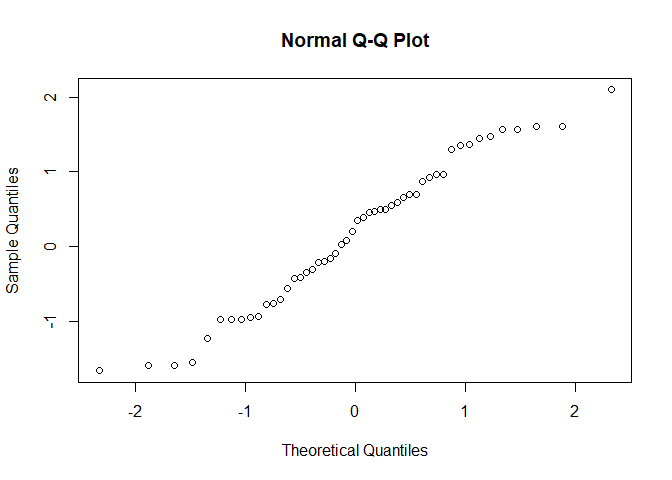 Normal Q-Q Plot
2
1
0
-1
Sample Quantiles
-2 -1 0 1 2
Theoretical Quantiles